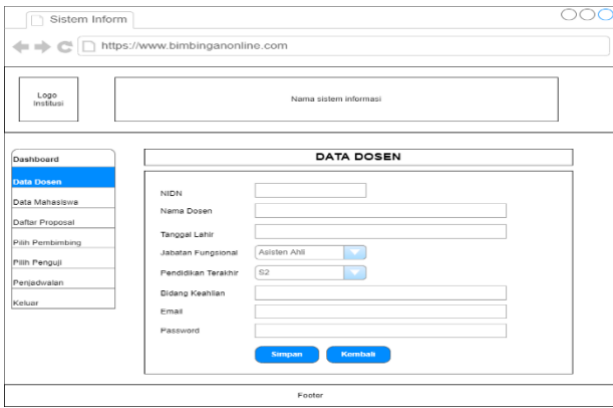 Sistem Inform
https://www.bimbinganonline.com
Logo
Institusi
Nama sistem informasi
Dashboard
Data Dosen
Data Mahasiswa
Daftar Proposal
Pilih Pembimbing
Pilih Penguji
Penjadwalan
Keluar
DATA DOSEN
NIDN
Nama Dosen
Tanggal Lahir
Jabatan Fungsional
Asisten Ahli
Pendidikan Terakhir
S2
Bidang Keahlian
Email
Password
Simpan
Kembali
Footer